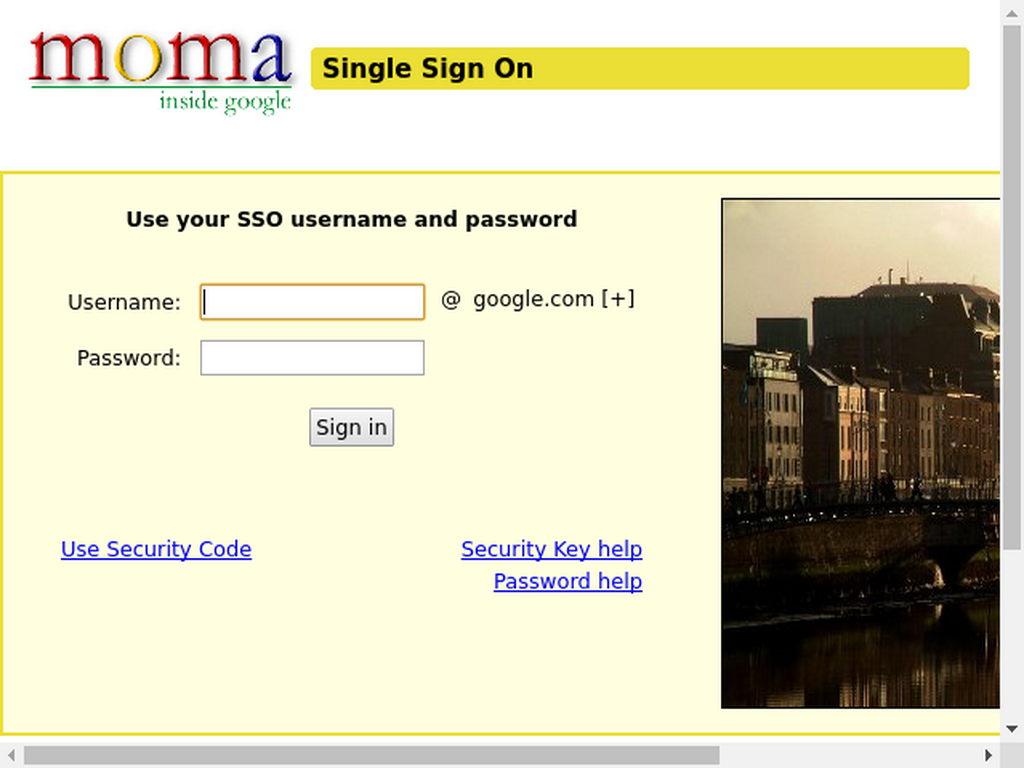 moma
inside google
Single Sign On
Use your SSO username and password
Username: @ google.com [+]
Password:
Sign in
Use Security Code Security Key help
Password help